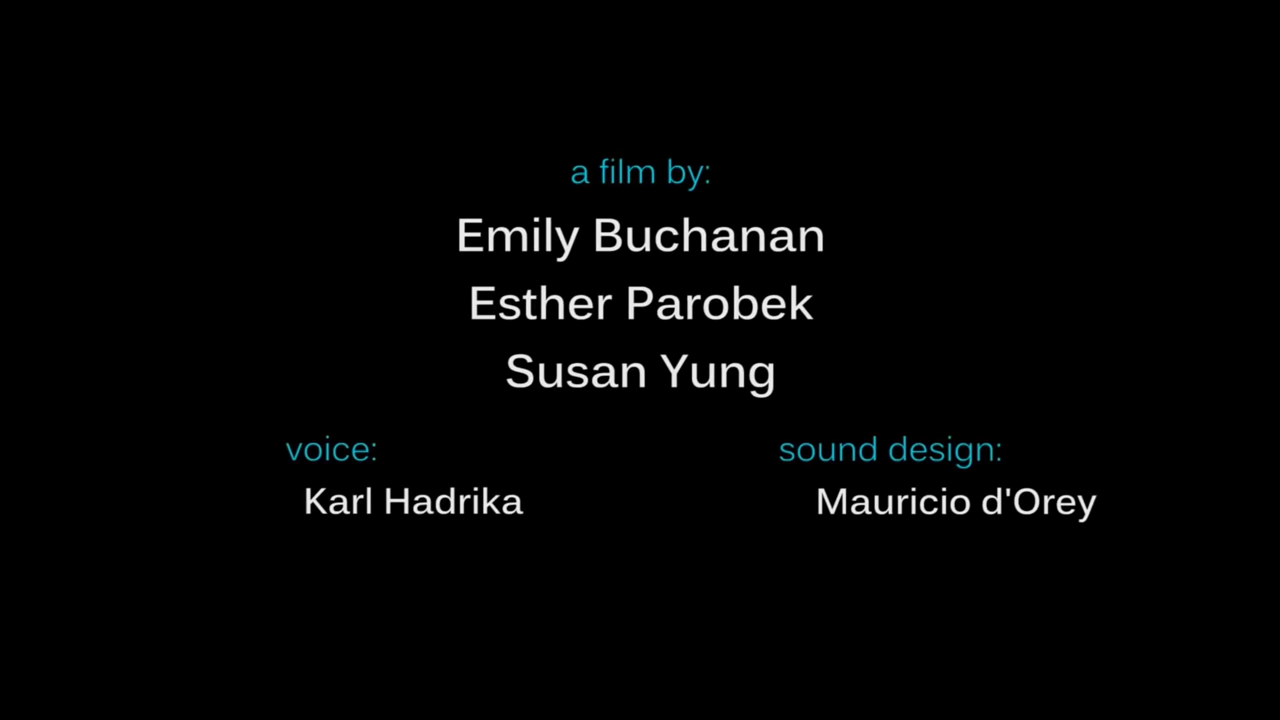 a film by:
Emily Buchanan
Esther Parobek
Susan Yung
voice:
Karl Hadrika
sound design:
Mauricio d'Orey